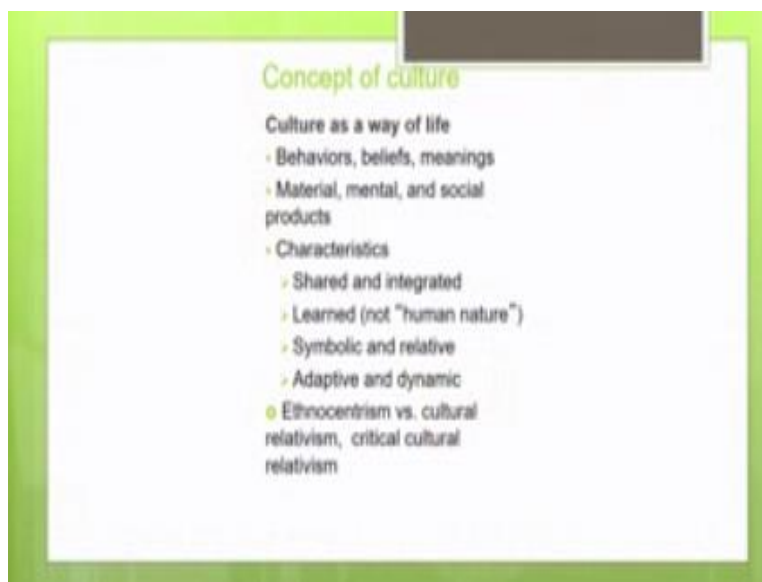 Concept of culture
Culture as a way of life
Behaviors, beliefs, meanings
Material, mental, and social
products
Characteristics
Shared and integrated
Learned (not "human nature")
Symbolic and relative
Adaptive and dynamic
Ethnocentrism vs. cultural
relativism, critical cultural
relativism